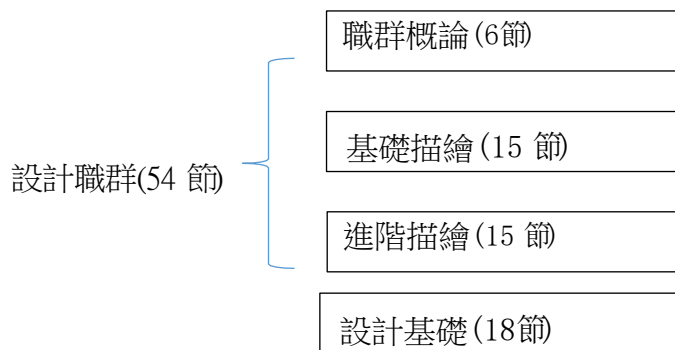 職群概論(6節)
基礎描繪(15 節)
設計職群(54 節)
進階描繪(15 節)
設計基礎(18節)